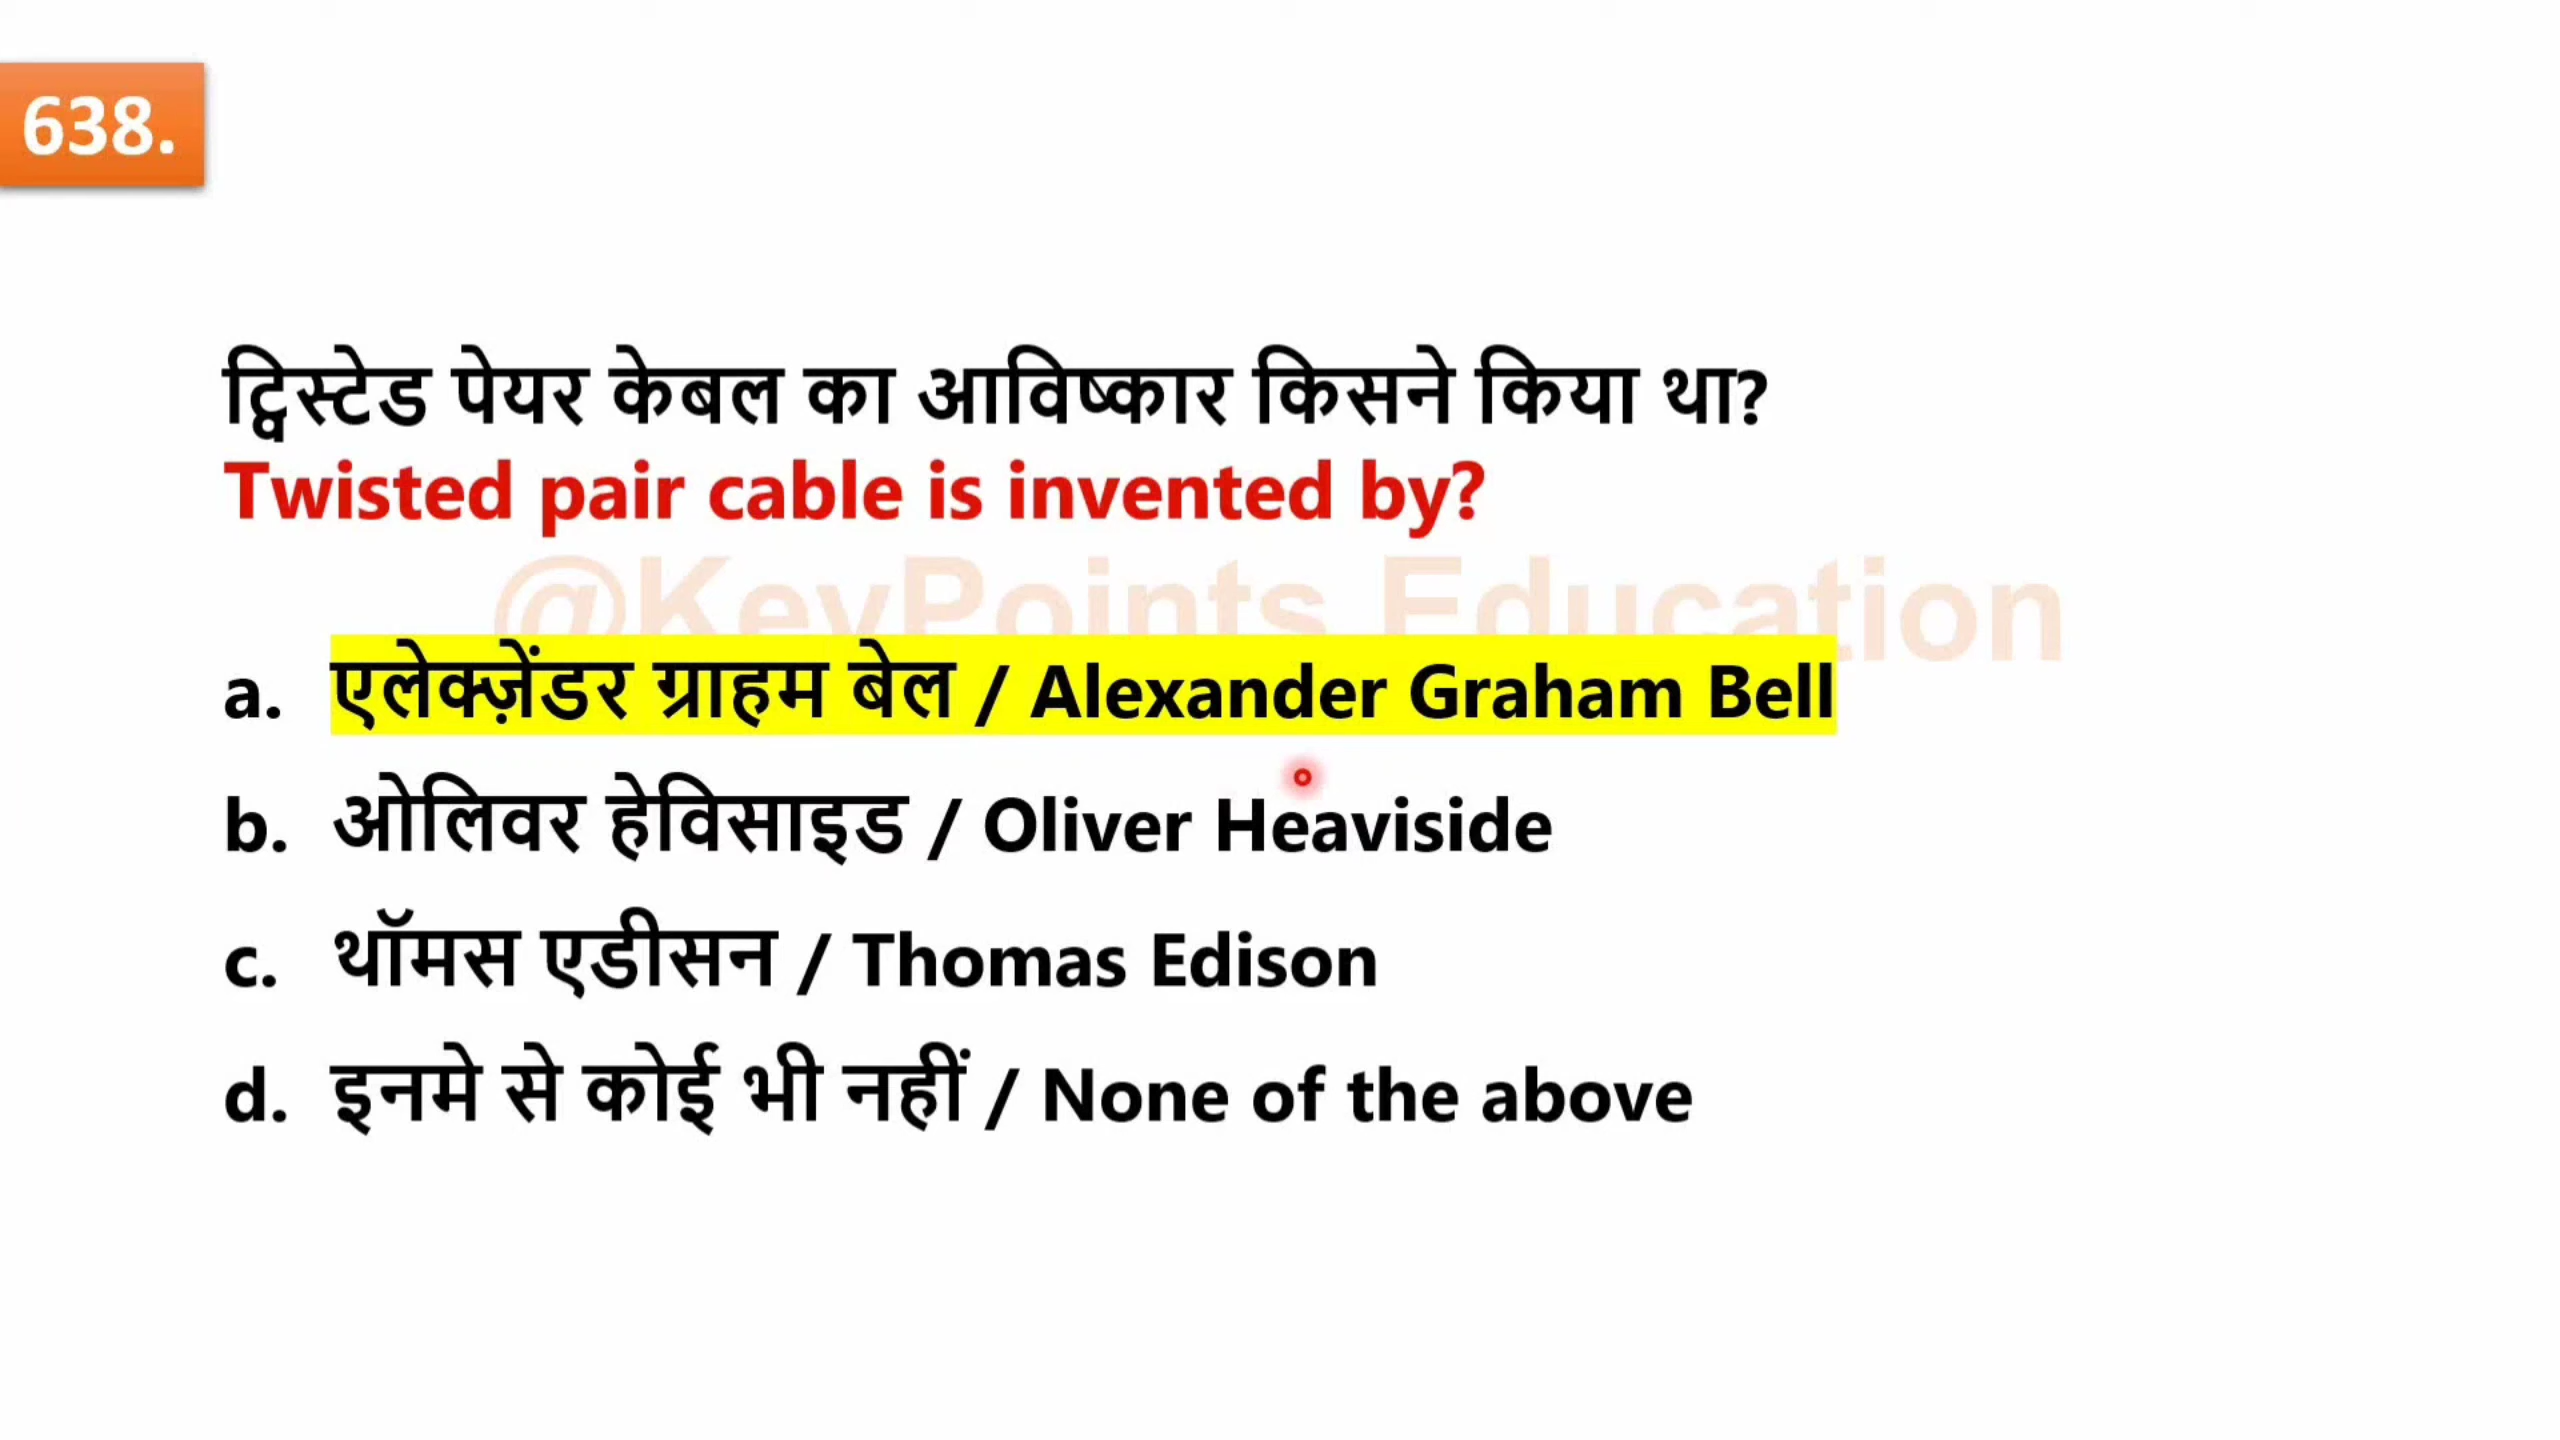 638.
ट्विस्टेड पेयर केबल का आविष्कार किसने किया था?
Twisted pair cable is invented by?
@KeyPoints Education
a. एलेक्ज़ेंडर ग्राहम बेल / Alexander Graham Bell
b. ओलिवर हेविसाइड / Oliver Heaviside
c. थॉमस एडीसन / Thomas Edison
d. इनमे से कोई भी नहीं / None of the above